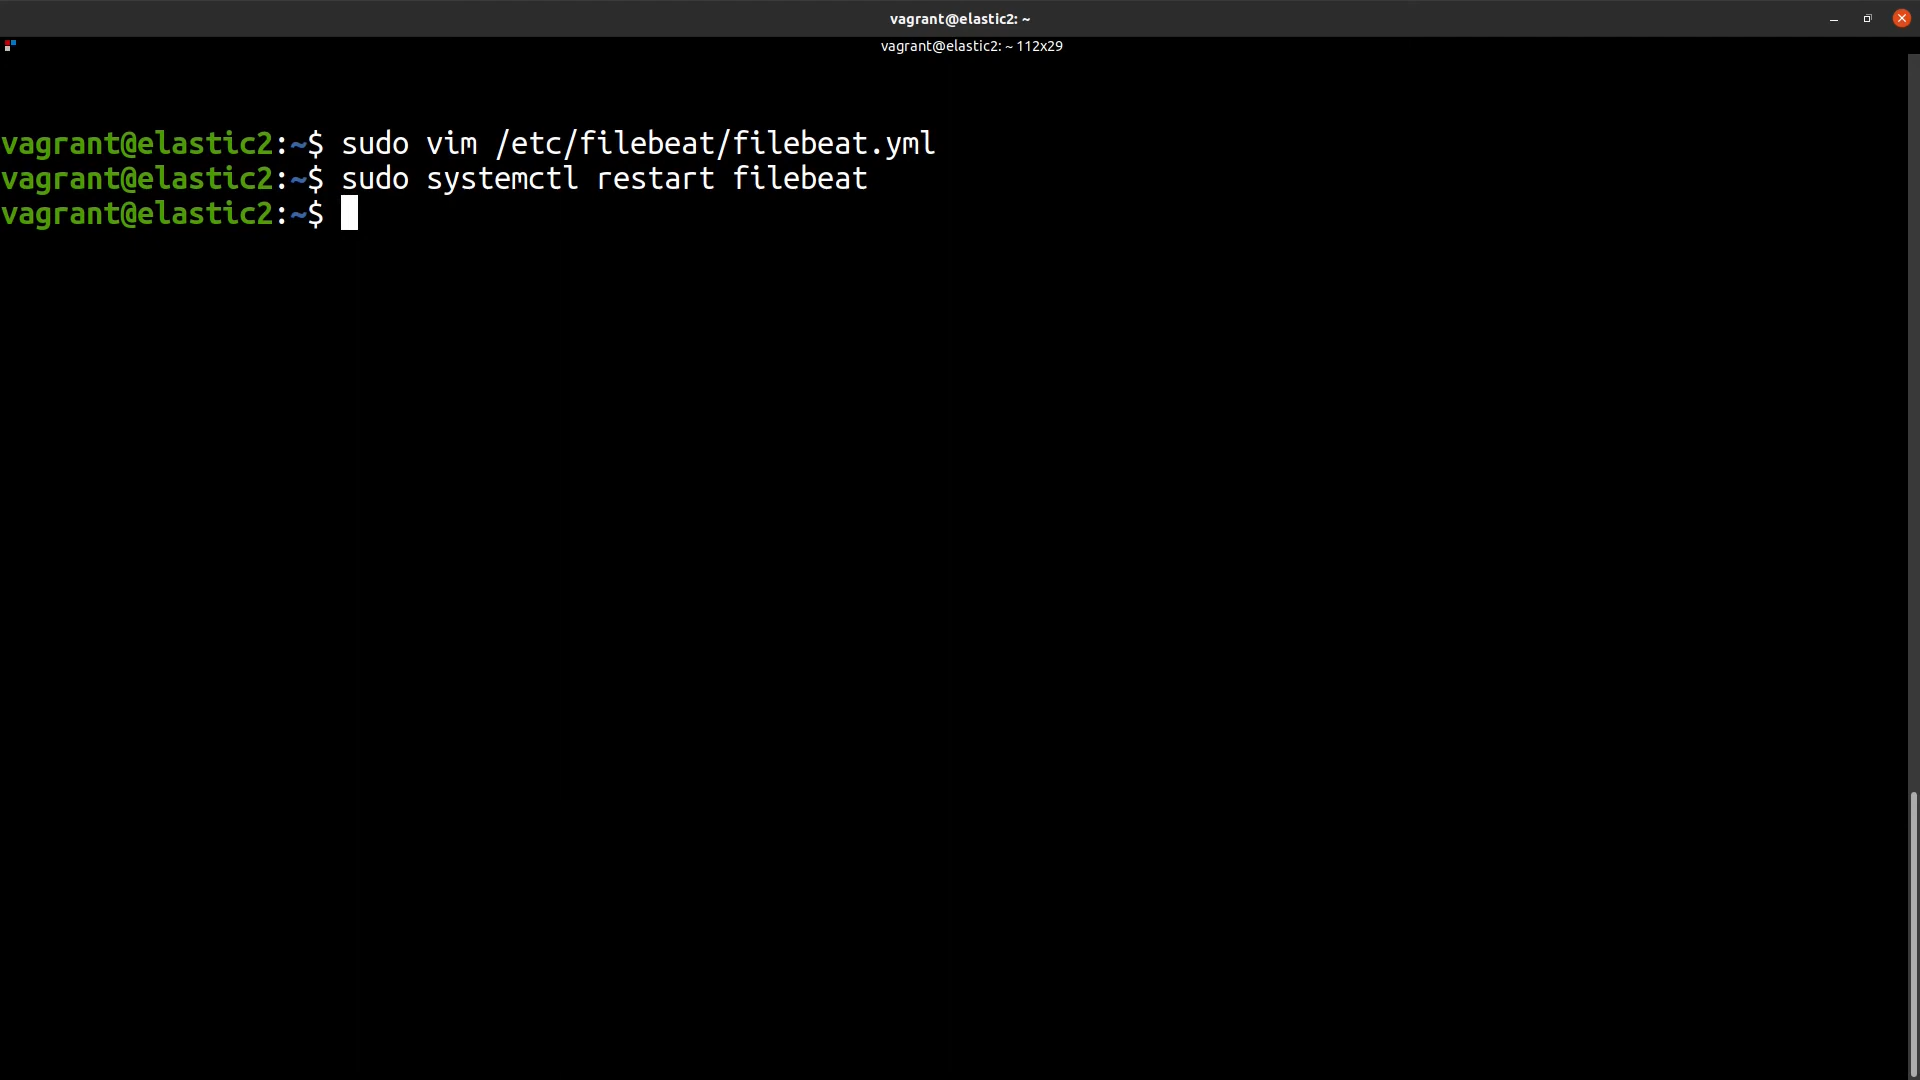 vagrant@elastic2: ~
vagrant@elastic2: ~ 112x29
vagrant@elastic2:~$ sudo vim /etc/filebeat/filebeat.yml
vagrant@elastic2:~$ sudo systemctl restart filebeat
vagrant@elastic2:~$